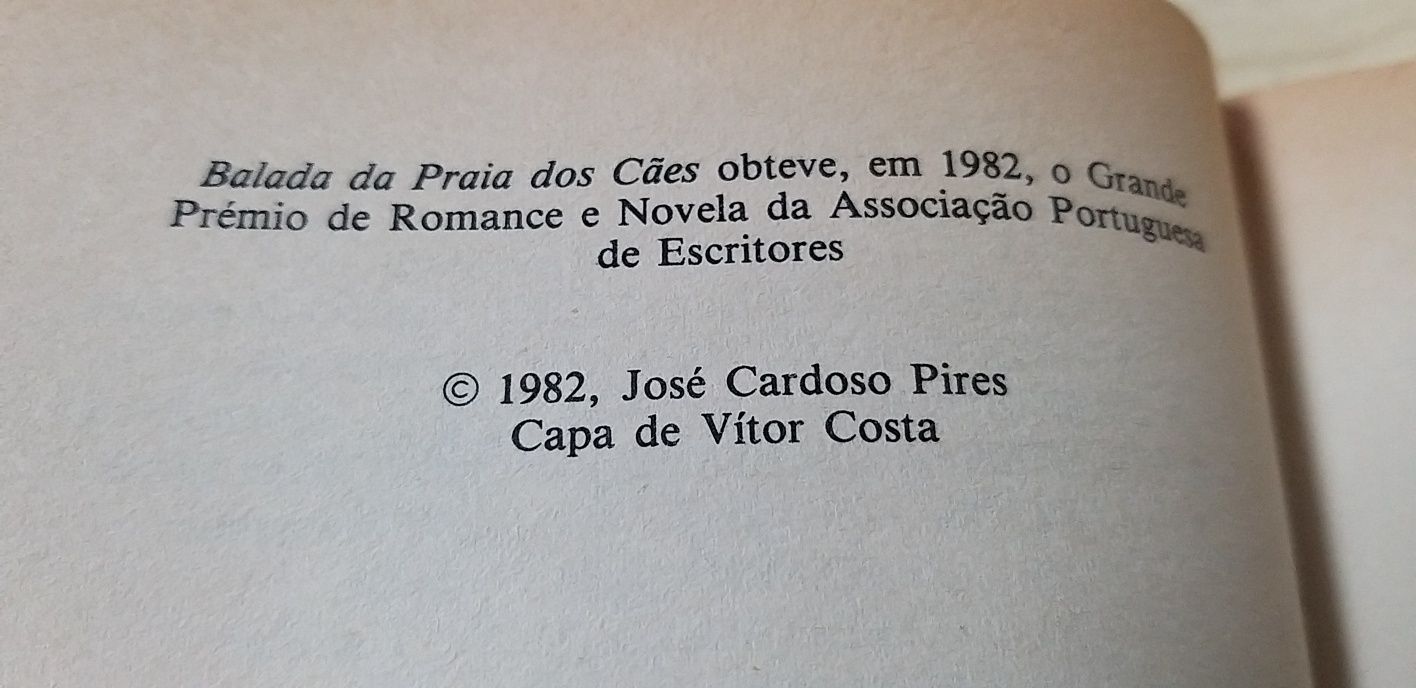 Balada da Praia dos Cães obteve, em 1982, o Grande
Prémio de Romance e Novela da Associação Portuguesa
de Escritores
© 1982, José Cardoso Pires
Capa de Vítor Costa